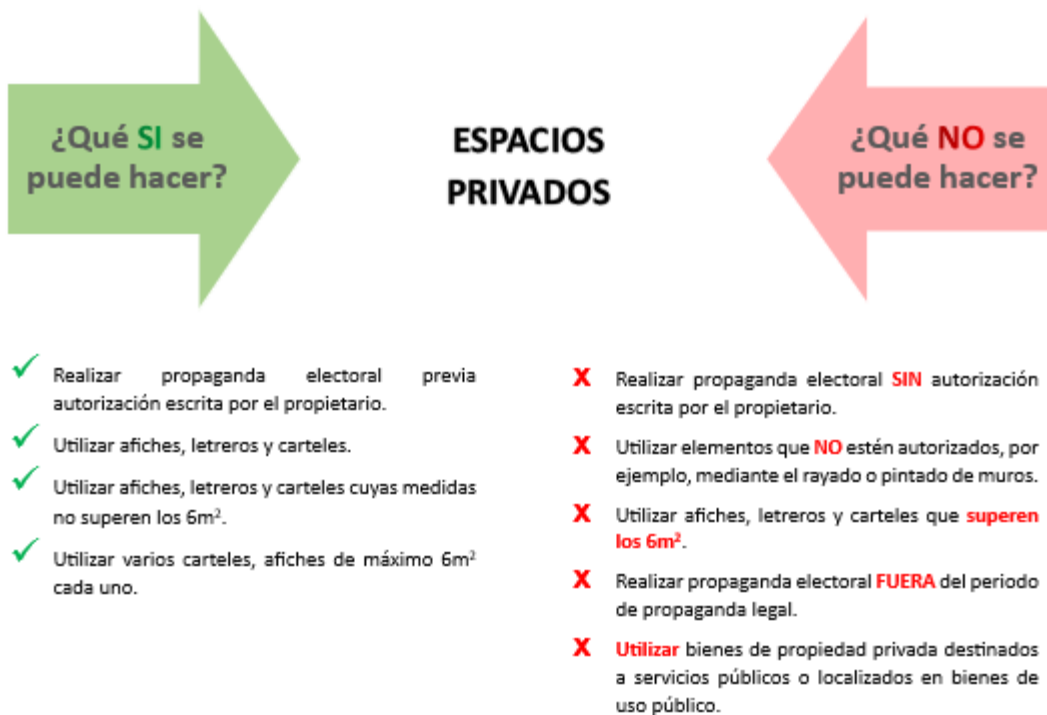 ¿Qué SI se
puede hacer?
ESPACIOS
PRIVADOS
¿Qué NO se
puede hacer?
Realizar propaganda electoral previa
autorización escrita por el propietario.
Utilizar afiches, letreros y carteles.
Utilizar afiches, letreros y carteles cuyas medidas
no superen los 6m².
Utilizar varios carteles, afiches de máximo 6m²
cada uno.
X Realizar propaganda electoral SIN autorización
escrita por el propietario.
X Utilizar elementos que NO estén autorizados, por
ejemplo, mediante el rayado o pintado de muros.
X Utilizar afiches, letreros y carteles que superen
los 6m².
X Realizar propaganda electoral FUERA del periodo
de propaganda legal.
X Utilizar bienes de propiedad privada destinados
a servicios públicos o localizados en bienes de
uso público.